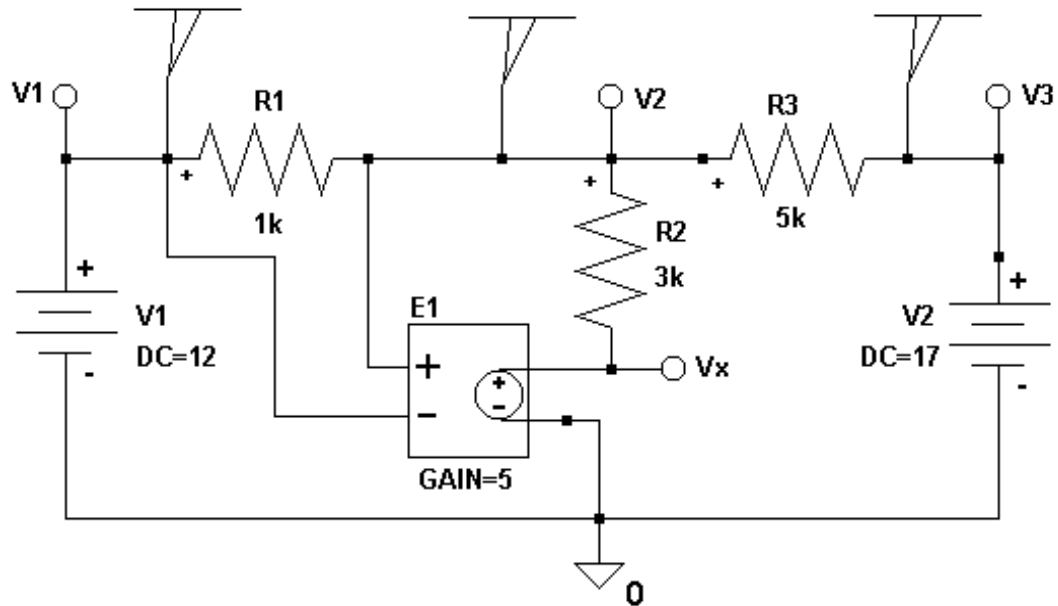 V1
R1
V2
R3
V3
+
+
+
1k
5k
R2
3k
+
+
V1
DC=12
E1
V2
DC=17
+
+
-
Vx
-
-
-
GAIN=5
0